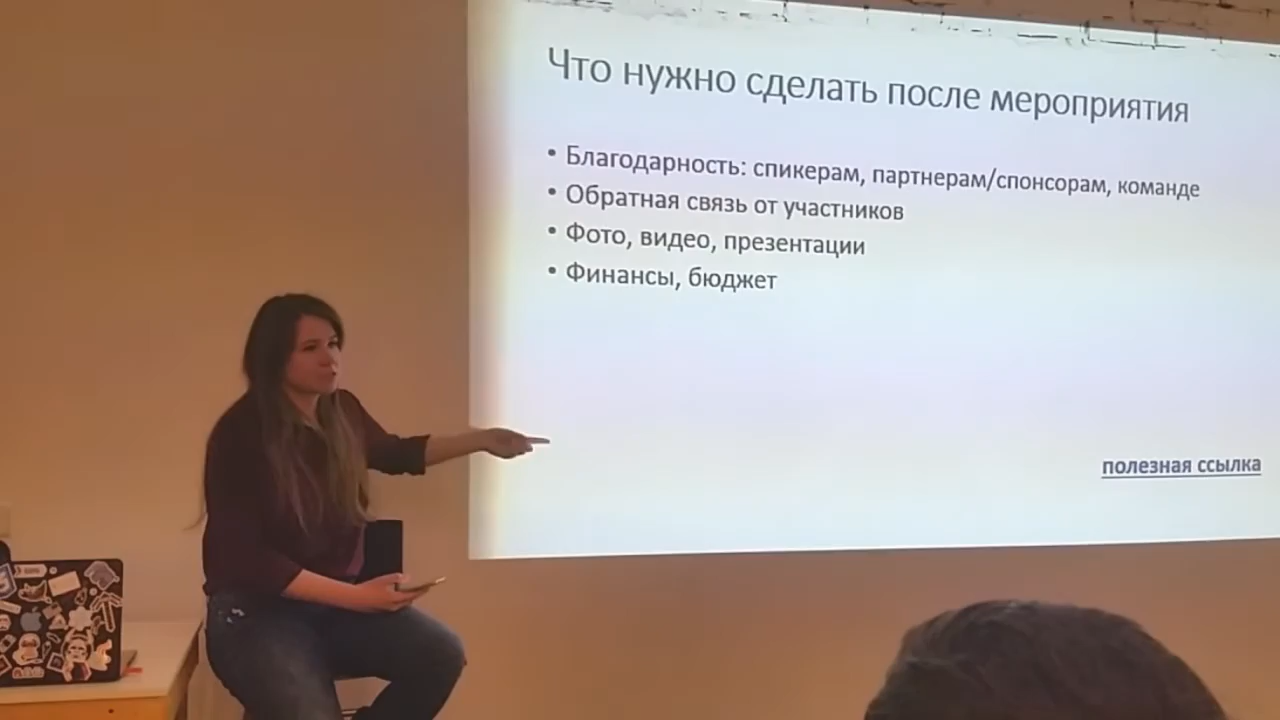 Что нужно сделать после мероприятия
• Благодарность: спикерам, партнерам/спонсорам, команде
• Обратная связь от участников
• Фото, видео, презентации
• Финансы, бюджет
полезная ссылка